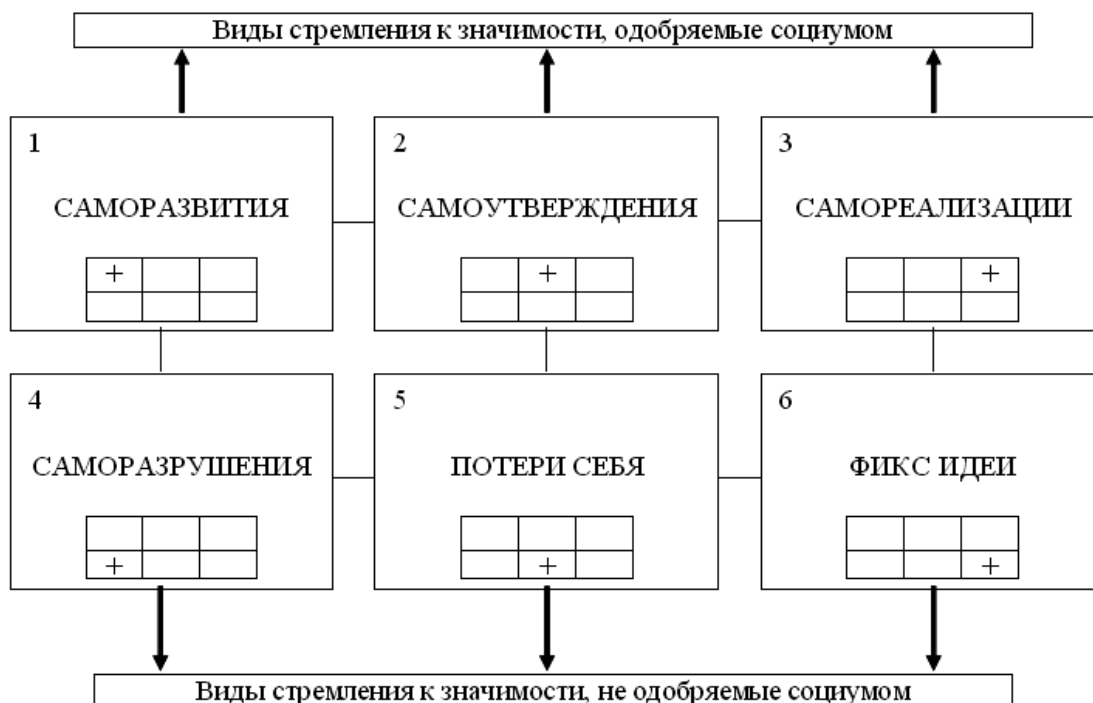 Виды стремления к значимости, одобряемые социумом
1
САМОРАЗВИТИЯ
+
2
САМОУТВЕРЖДЕНИЯ
+
3
САМОРЕАЛИЗАЦИИ
+
4
САМОРАЗРУШЕНИЯ
+
5
ПОТЕРИ СЕБЯ
+
6
ФИКС ИДЕИ
+
Виды стремления к значимости, не одобряемые социумом